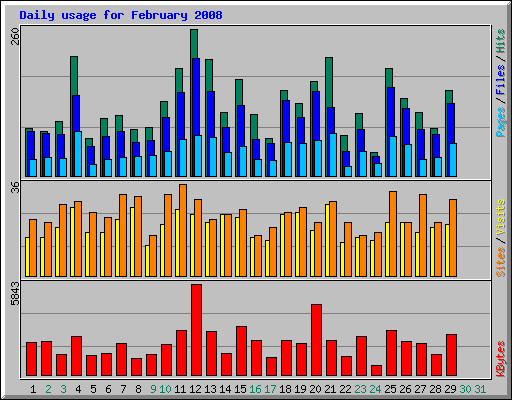 Daily usage for February 2008
260
Pages / Files / Hits
36
Sites / Visits
5843
KBytes
1 2 3 4 5 6 7 8 9 10 11 12 13 14 15 16 17 18 19 20 21 22 23 24 25 26 27 28 29 30 31